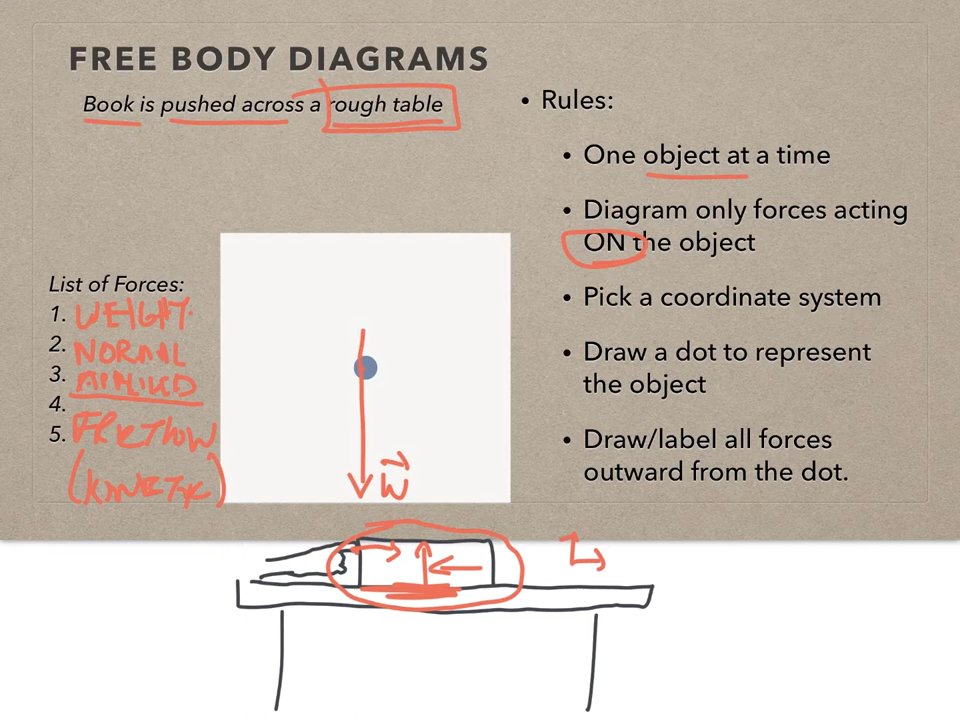 FREE BODY DIAGRAMS
Book is pushed across a rough table
List of Forces:
1. WEIGHT
2. NORMAL
3. APPLIED
4.
5. FRICTION
(KINETIC)
W
• Rules:
• One object at a time
• Diagram only forces acting
ON the object
• Pick a coordinate system
• Draw a dot to represent
the object
• Draw/label all forces
outward from the dot.